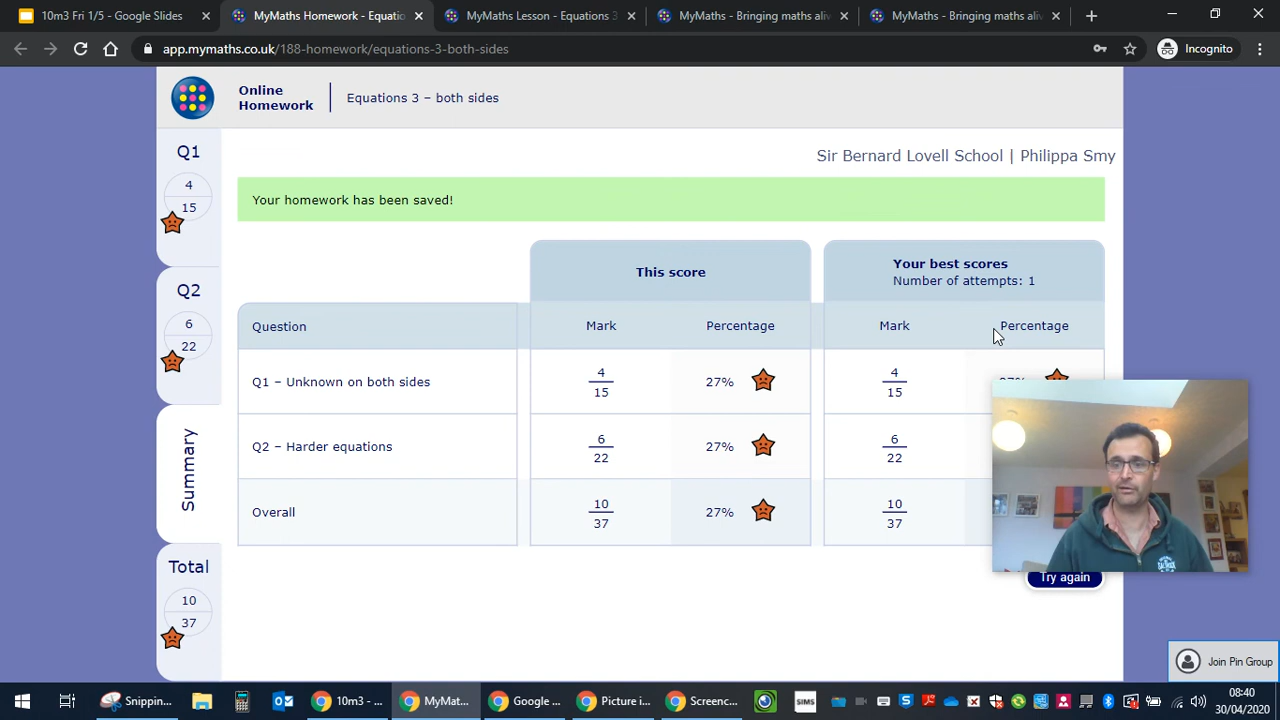 10m3 Fri 1/5 - Google Slides
MyMaths Homework - Equatio
MyMaths Lesson - Equations 3
MyMaths - Bringing maths aliv
MyMaths - Bringing maths aliv
app.mymaths.co.uk/188-homework/equations-3-both-sides
Incognito
Online
Homework
Equations 3 – both sides
Sir Bernard Lovell School | Philippa Smy
Q1
4
15
Q2
6
22
Summary
Total
10
37
Your homework has been saved!
This score
Your best scores
Number of attempts: 1
Question
Mark
Percentage
Mark
Percentage
Q1 – Unknown on both sides
4
15
27%
4
15
Q2 – Harder equations
6
22
27%
6
22
Overall
10
37
27%
10
37
Try again
Join Pin Group
Snippin...
10m3 - ...
MyMat...
Google ...
Picture i...
Screenc...
SIMS
08:40
30/04/2020